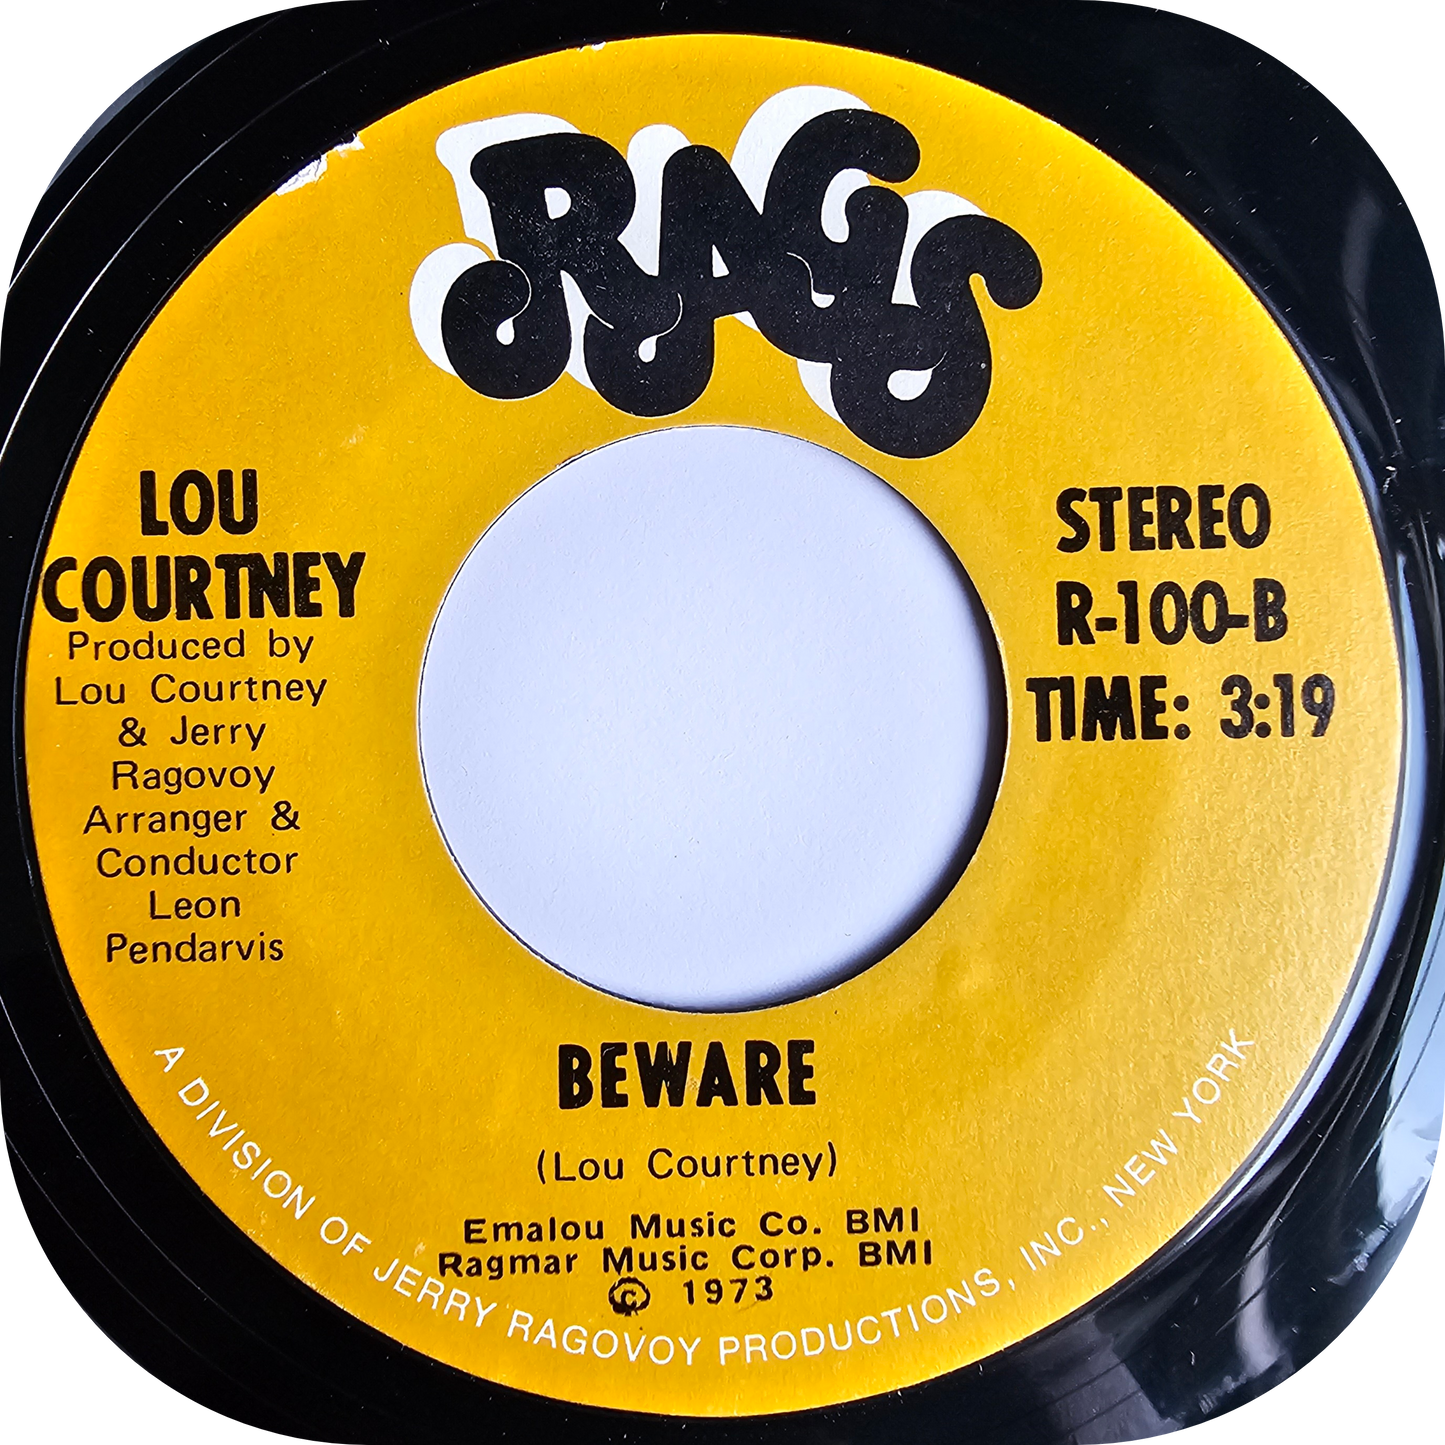 RAGS
LOU
COURTNEY
Produced by
Lou Courtney
& Jerry
Ragovoy
Arranger &
Conductor
Leon
Pendarvis
STEREO
R-100-B
TIME: 3:19
BEWARE
(Lou Courtney)
Emalou Music Co. BMI
Ragmar Music Corp. BMI
© 1973
A DIVISION OF JERRY RAGOVOY PRODUCTIONS, INC., NEW YORK